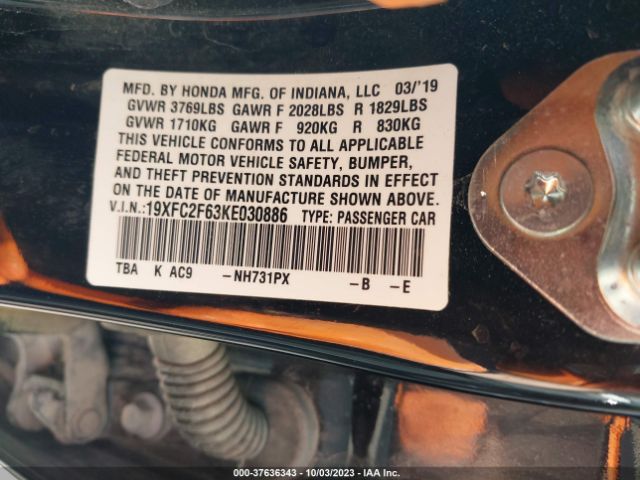 MFD. BY HONDA MFG. OF INDIANA, LLC 03/'19
GVWR 3769LBS GAWR F 2028LBS R 1829LBS
GVWR 1710KG GAWR F 920KG R 830KG
THIS VEHICLE CONFORMS TO ALL APPLICABLE
FEDERAL MOTOR VEHICLE SAFETY, BUMPER,
AND THEFT PREVENTION STANDARDS IN EFFECT
ON THE DATE OF MANUFACTURE SHOWN ABOVE.
V.I.N.:19XFC2F63KE030886 TYPE: PASSENGER CAR
TBA K AC9 -NH731PX -B -E
000-37636343 / 10/03/2023 - IAA Inc.